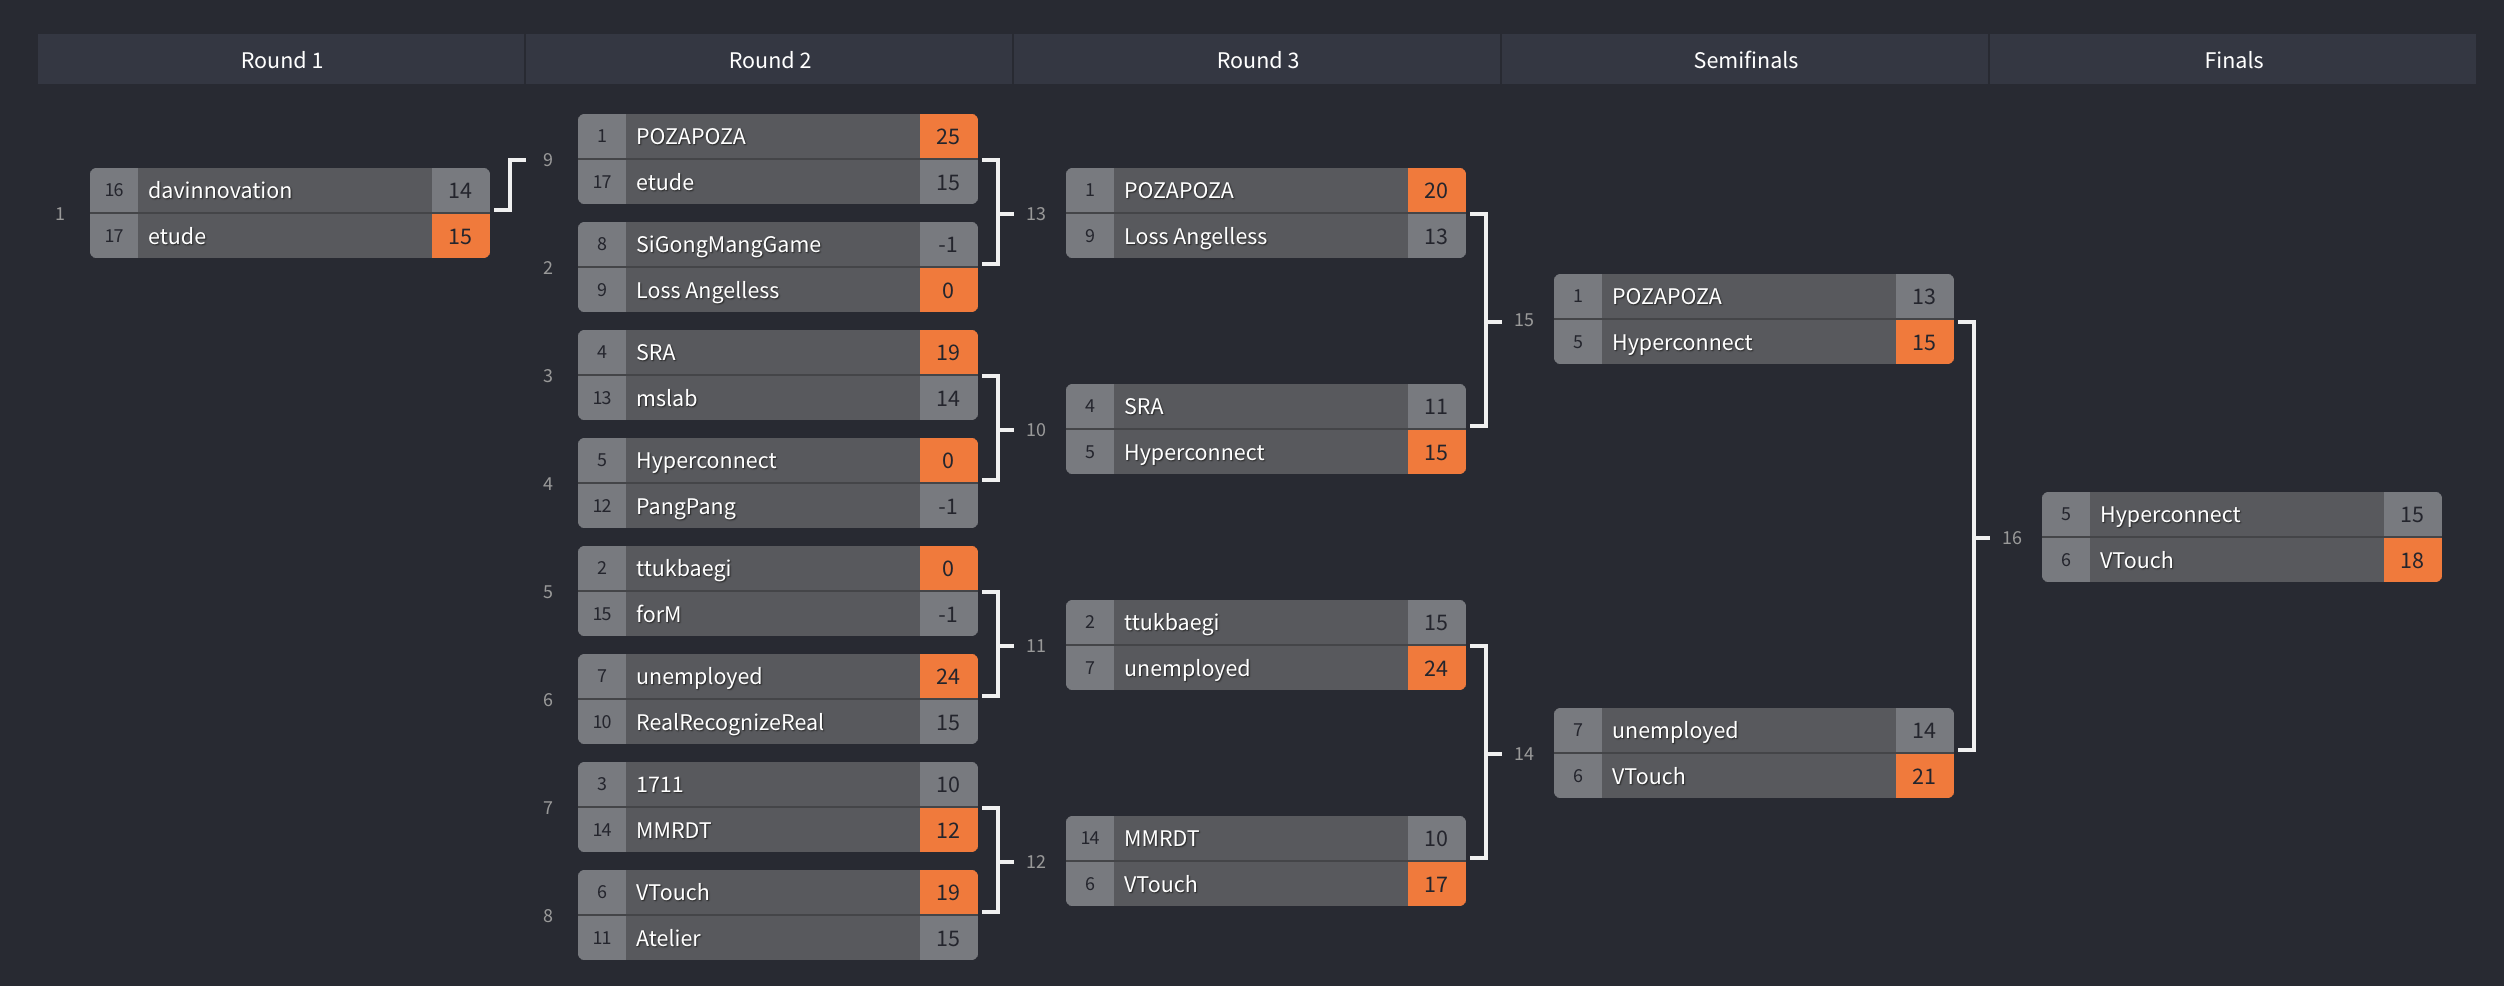 Round 1
Round 2
Round 3
Semifinals
Finals
1
16 davinnovation 14
17 etude 15
9
1 POZAPOZA 25
17 etude 15
2
8 SiGongMangGame -1
9 Loss Angelless 0
3
4 SRA 19
13 mslab 14
4
5 Hyperconnect 0
12 PangPang -1
5
2 ttukbaegi 0
15 forM -1
6
7 unemployed 24
10 RealRecognizeReal 15
7
3 1711 10
14 MMRDT 12
8
6 VTouch 19
11 Atelier 15
13
1 POZAPOZA 20
9 Loss Angelless 13
10
4 SRA 11
5 Hyperconnect 15
11
2 ttukbaegi 15
7 unemployed 24
12
14 MMRDT 10
6 VTouch 17
15
1 POZAPOZA 13
5 Hyperconnect 15
14
7 unemployed 14
6 VTouch 21
16
5 Hyperconnect 15
6 VTouch 18